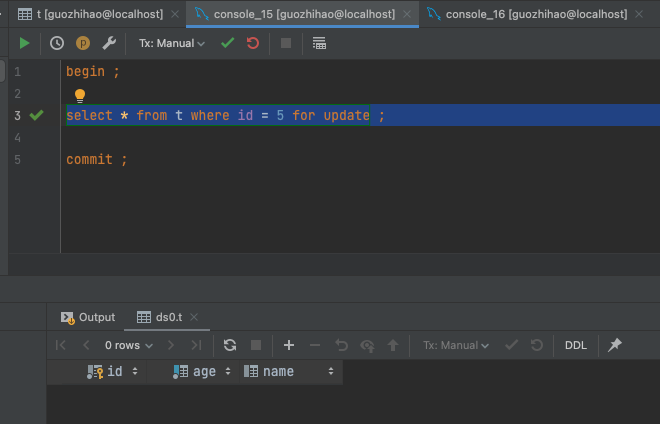 t [guozhihao@localhost] console_15 [guozhihao@localhost] console_16 [guozhihao@localhost]
p Tx: Manual
1 begin ;
2
3 select * from t where id = 5 for update ;
4
5 commit ;
Output ds0.t
0 rows Tx: Manual DDL
id age name